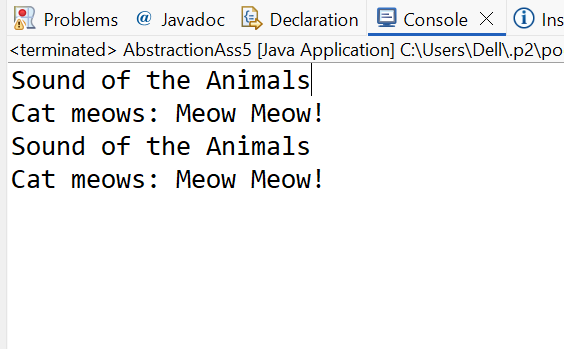 Problems @ Javadoc Declaration Console Ins
<terminated> AbstractionAss5 [Java Application] C:\Users\Dell\.p2\po
Sound of the Animals
Cat meows: Meow Meow!
Sound of the Animals
Cat meows: Meow Meow!